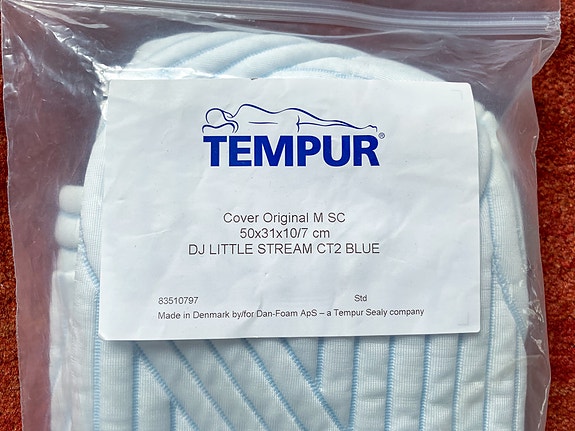 TEMPUR®
Cover Original M SC
50x31x10/7 cm
DJ LITTLE STREAM CT2 BLUE
83510797 Std
Made in Denmark by/for Dan-Foam ApS – a Tempur Sealy company